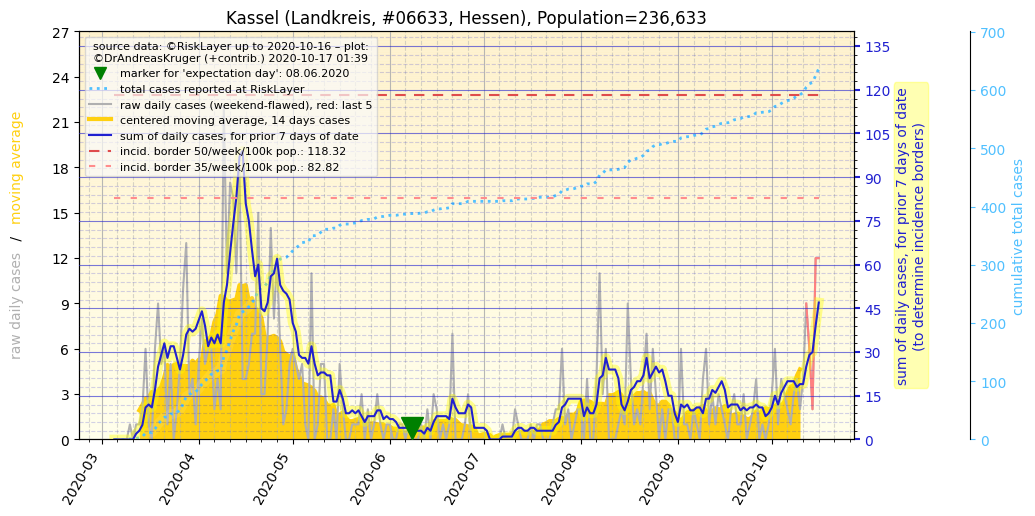 Kassel (Landkreis, #06633, Hessen), Population=236,633
source data: ©RiskLayer up to 2020-10-16 – plot:
©DrAndreasKruger (+contrib.) 2020-10-17 01:39
marker for 'expectation day': 08.06.2020
total cases reported at RiskLayer
raw daily cases (weekend-flawed), red: last 5
centered moving average, 14 days cases
sum of daily cases, for prior 7 days of date
incid. border 50/week/100k pop.: 118.32
incid. border 35/week/100k pop.: 82.82
raw daily cases / moving average
27
24
21
18
15
12
9
6
3
0
2020-03
2020-04
2020-05
2020-06
2020-07
2020-08
2020-09
2020-10
135
120
105
90
75
60
45
30
15
0
sum of daily cases, for prior 7 days of date
(to determine incidence borders)
700
600
500
400
300
200
100
0
cumulative total cases